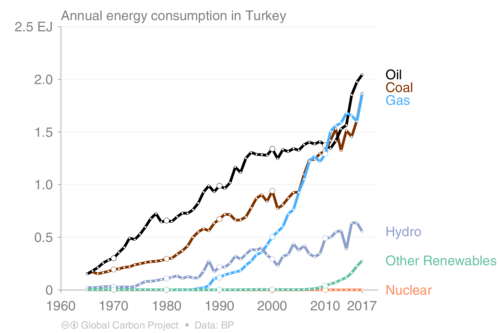 Annual energy consumption in Turkey
2.5 EJ
2.0
1.5
1.0
0.5
0
1960
1970
1980
1990
2000
2010
2017
Oil
Coal
Gas
Hydro
Other Renewables
Nuclear
Global Carbon Project • Data: BP